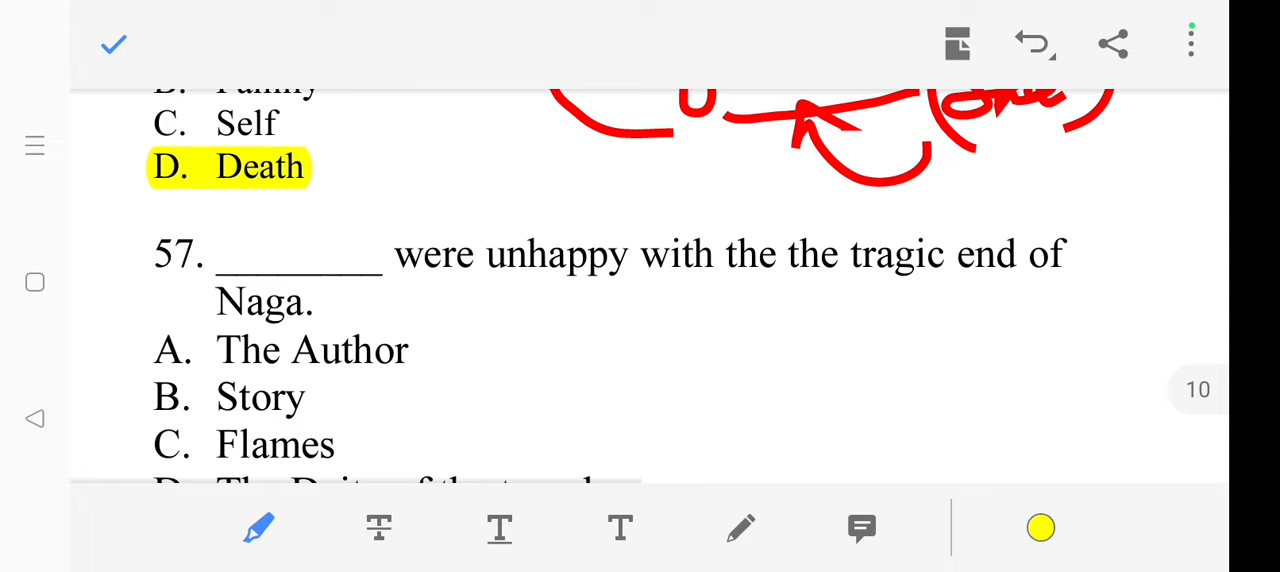 C. Self
D. Death
57. ________ were unhappy with the the tragic end of
Naga.
A. The Author
B. Story
C. Flames
10
T
T
T